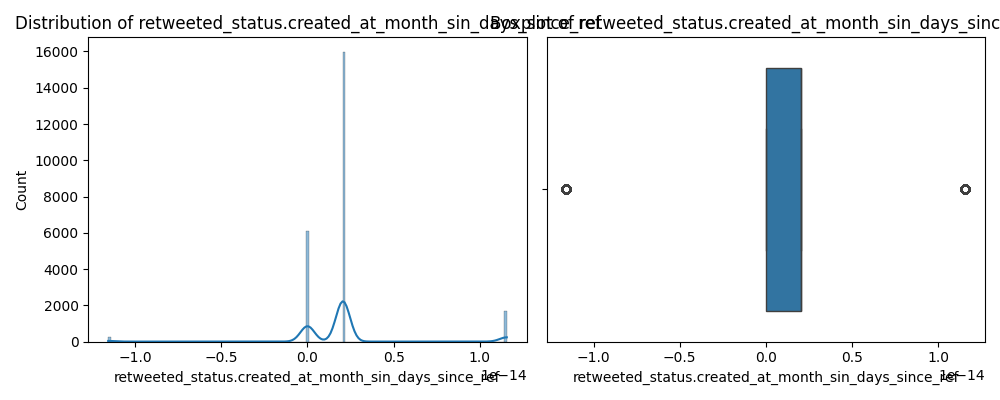 Distribution of retweeted_status.created_at_month_sin_days_since_ref
Boxplot of retweeted_status.created_at_month_sin_days_sinc
16000
14000
12000
10000
8000
6000
4000
2000
0
Count
−1.0 −0.5 0.0 0.5 1.0
1e−14
retweeted_status.created_at_month_sin_days_since_ref
−1.0 −0.5 0.0 0.5 1.0
1e−14
retweeted_status.created_at_month_sin_days_since_ref